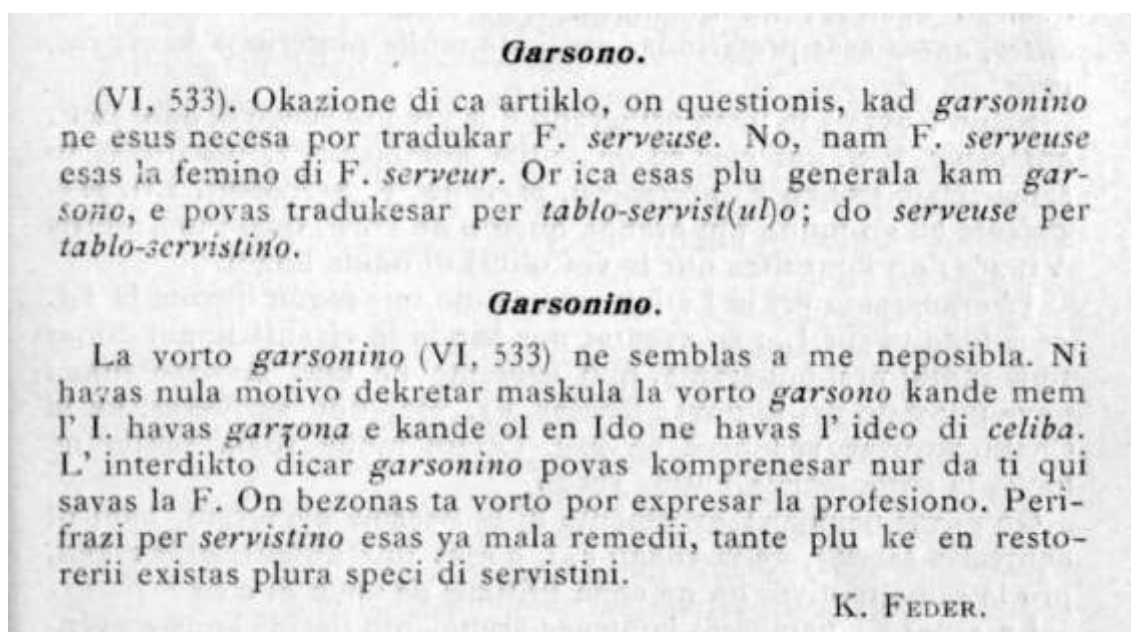 Garsono.
(VI, 533). Okazione di ca artiklo, on questionis, kad garsonino
ne esus necesa por tradukar F. serveuse. No, nam F. serveuse
esas la femino di F. serveur. Or ica esas plu generala kam gar-
sono, e povas tradukesar per tablo-servist(ul)o; do serveuse per
tablo-servistino.
Garsonino.
La vorto garsonino (VI, 533) ne semblas a me neposibla. Ni
havas nula motivo dekretar maskula la vorto garsono kande mem
l' I. havas garzona e kande ol en Ido ne havas l' ideo di celiba.
L' interdikto dicar garsonino povas komprenesar nur da ti qui
savas la F. On bezonas ta vorto por expresar la profesiono. Peri-
frazi per servistino esas ya mala remedii, tante plu ke en resto-
rerii existas plura speci di servistini.
K. FEDER.